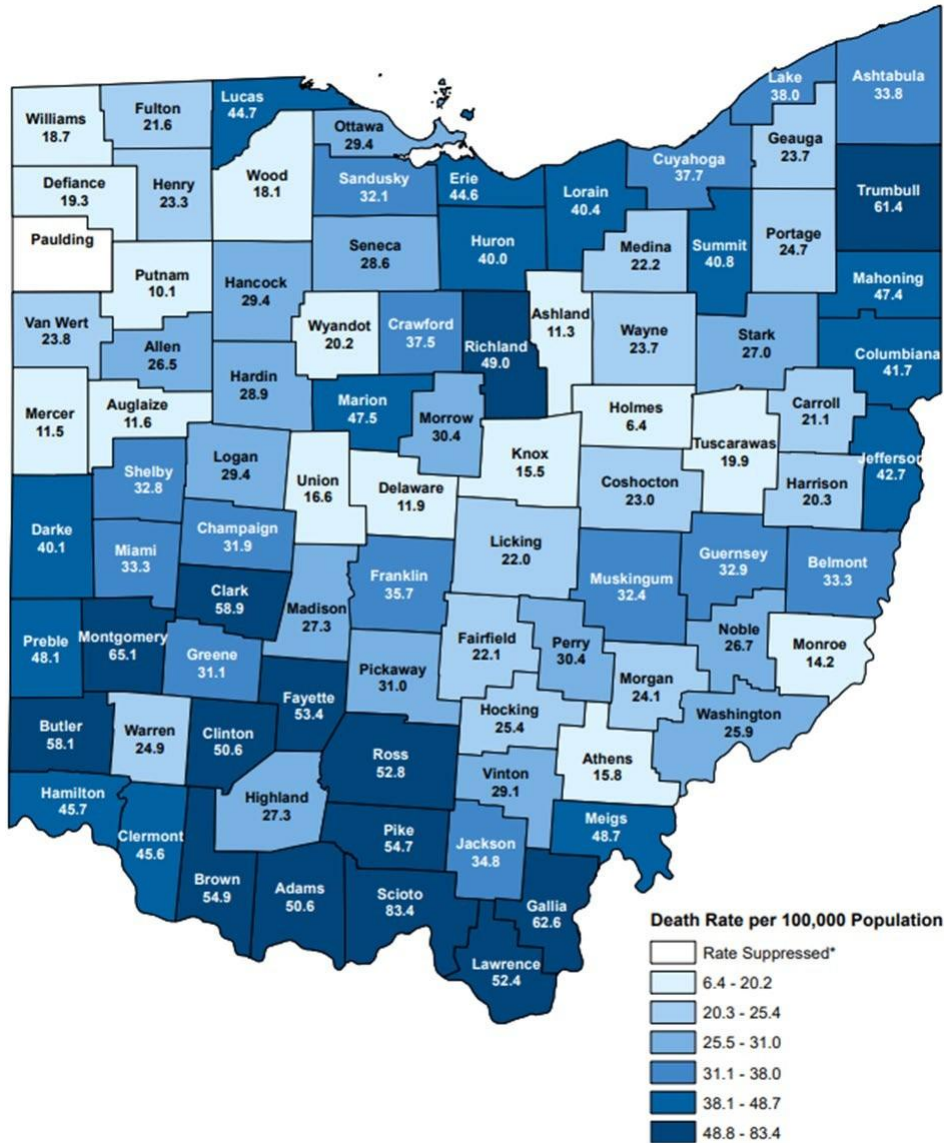 Lake
38.0
Ashtabula
33.8
Lucas
44.7
Fulton
21.6
Williams
18.7
Ottawa
29.4
Geauga
23.7
Cuyahoga
37.7
Wood
18.1
Sandusky
32.1
Erie
44.6
Lorain
40.4
Defiance
19.3
Henry
23.3
Trumbull
61.4
Paulding
Seneca
28.6
Huron
40.0
Medina
22.2
Summit
40.8
Portage
24.7
Putnam
10.1
Hancock
29.4
Mahoning
47.4
Van Wert
23.8
Allen
26.5
Wyandot
20.2
Crawford
37.5
Richland
49.0
Ashland
11.3
Wayne
23.7
Stark
27.0
Columbiana
41.7
Hardin
28.9
Mercer
11.5
Auglaize
11.6
Marion
47.5
Morrow
30.4
Holmes
6.4
Carroll
21.1
Tuscarawas
19.9
Knox
15.5
Logan
29.4
Shelby
32.8
Union
16.6
Delaware
11.9
Coshocton
23.0
Harrison
20.3
Jefferson
42.7
Darke
40.1
Champaign
31.9
Licking
22.0
Miami
33.3
Guernsey
32.9
Belmont
33.3
Franklin
35.7
Muskingum
32.4
Clark
58.9
Madison
27.3
Preble
48.1
Montgomery
65.1
Greene
31.1
Fairfield
22.1
Perry
30.4
Noble
26.7
Monroe
14.2
Pickaway
31.0
Morgan
24.1
Fayette
53.4
Hocking
25.4
Washington
25.9
Butler
58.1
Warren
24.9
Clinton
50.6
Ross
52.8
Athens
15.8
Vinton
29.1
Hamilton
45.7
Highland
27.3
Meigs
48.7
Clermont
45.6
Pike
54.7
Jackson
34.8
Brown
54.9
Adams
50.6
Scioto
83.4
Gallia
62.6
Lawrence
52.4
Death Rate per 100,000 Population
Rate Suppressed*
6.4 - 20.2
20.3 - 25.4
25.5 - 31.0
31.1 - 38.0
38.1 - 48.7
48.8 - 83.4